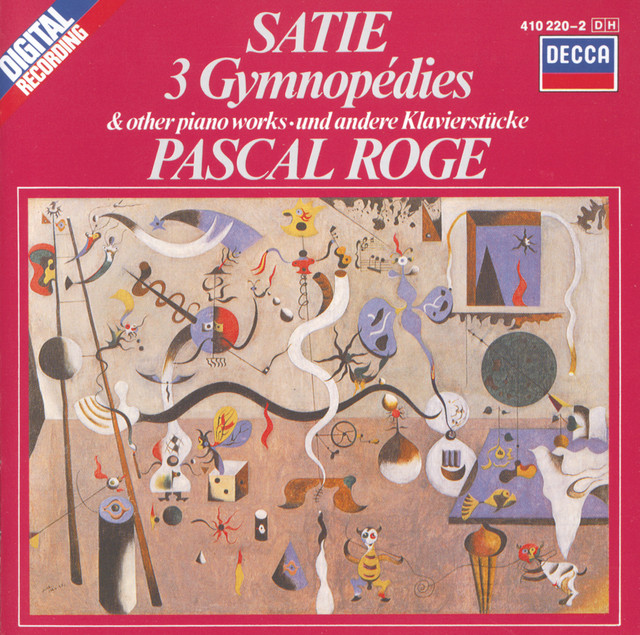 DIGITAL
RECORDING
SATIE
3 Gymnopédies
& other piano works · und andere Klavierstücke
PASCAL ROGE
410 220–2 DH
DECCA